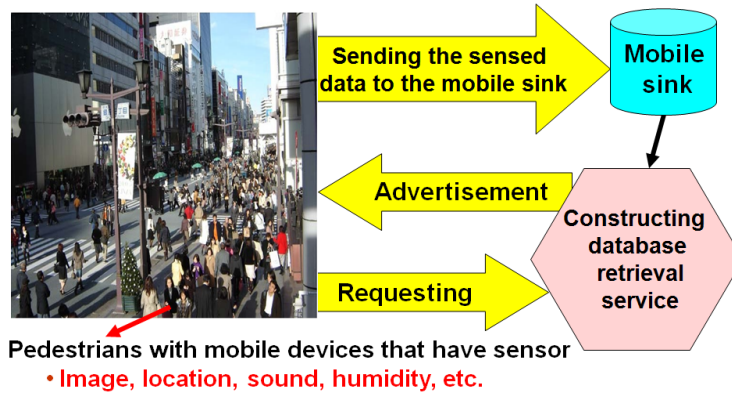 Sending the sensed
data to the mobile sink
Mobile
sink
Advertisement
Constructing
database
retrieval
service
Requesting
Pedestrians with mobile devices that have sensor
• Image, location, sound, humidity, etc.